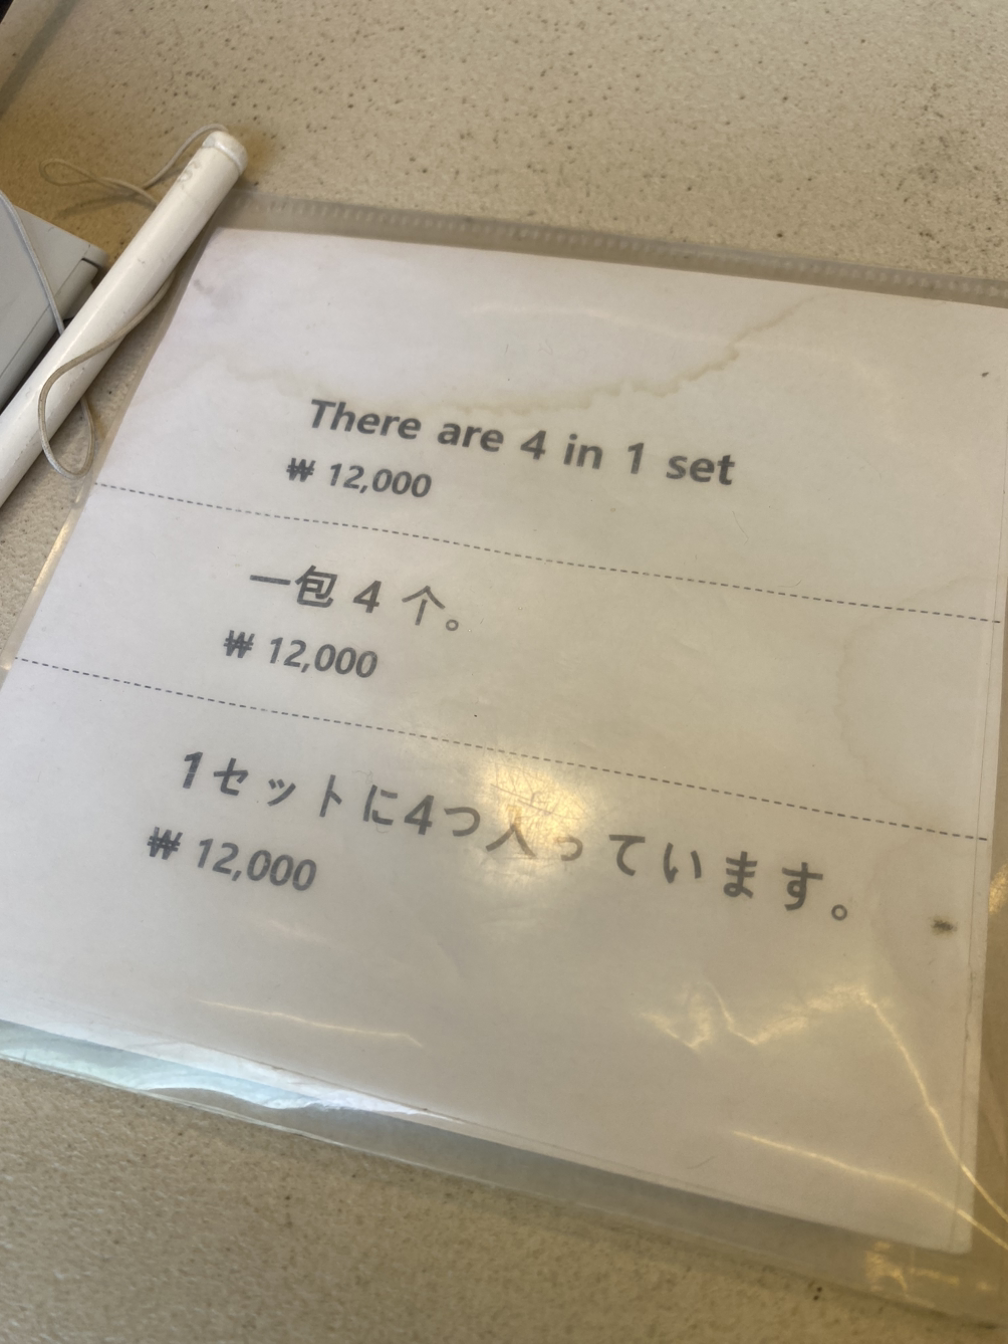 There are 4 in 1 set
₩ 12,000
一包 4 个。
₩ 12,000
1セットに4つ入っています。
₩ 12,000